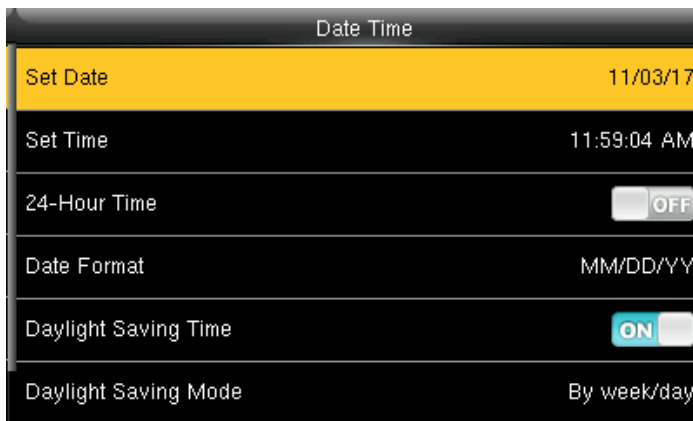 Date Time
Set Date 11/03/17
Set Time 11:59:04 AM
24-Hour Time OFF
Date Format MM/DD/YY
Daylight Saving Time ON
Daylight Saving Mode By week/day